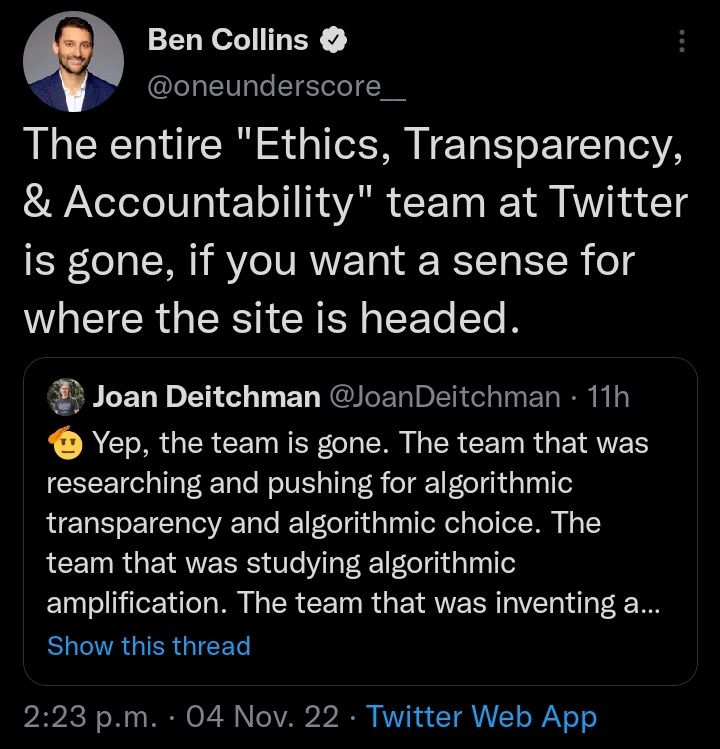 Ben Collins
@oneunderscore__
The entire "Ethics, Transparency,
& Accountability" team at Twitter
is gone, if you want a sense for
where the site is headed.
Joan Deitchman @JoanDeitchman · 11h
🫡 Yep, the team is gone. The team that was
researching and pushing for algorithmic
transparency and algorithmic choice. The
team that was studying algorithmic
amplification. The team that was inventing a...
Show this thread
2:23 p.m. · 04 Nov. 22 · Twitter Web App